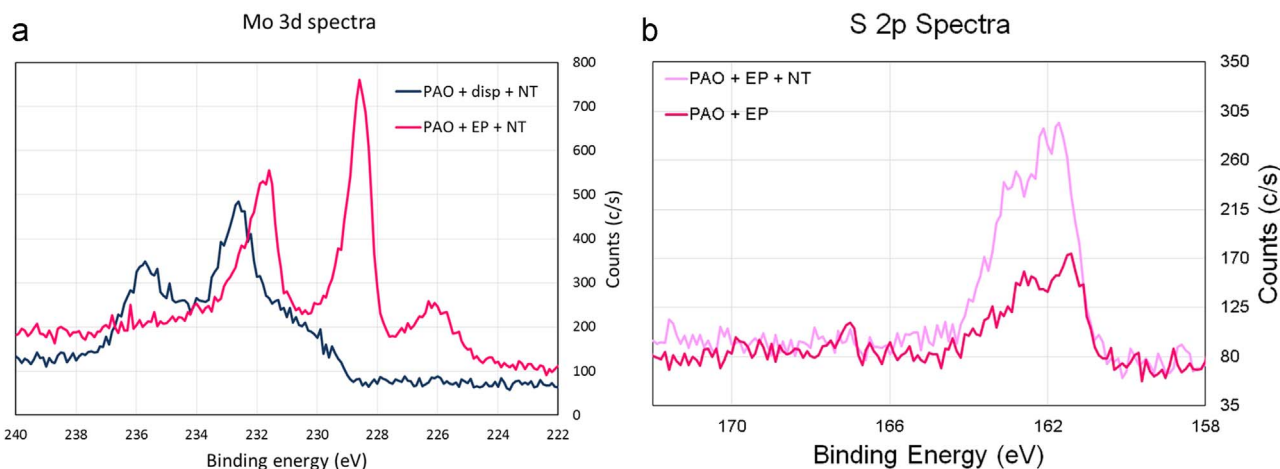 a
Mo 3d spectra
PAO + disp + NT
PAO + EP + NT
800
700
600
500
400
300
200
100
0
Counts (c/s)
240 238 236 234 232 230 228 226 224 222
Binding energy (eV)
b
S 2p Spectra
PAO + EP + NT
PAO + EP
350
305
260
215
170
125
80
35
Counts (c/s)
170 166 162 158
Binding Energy (eV)